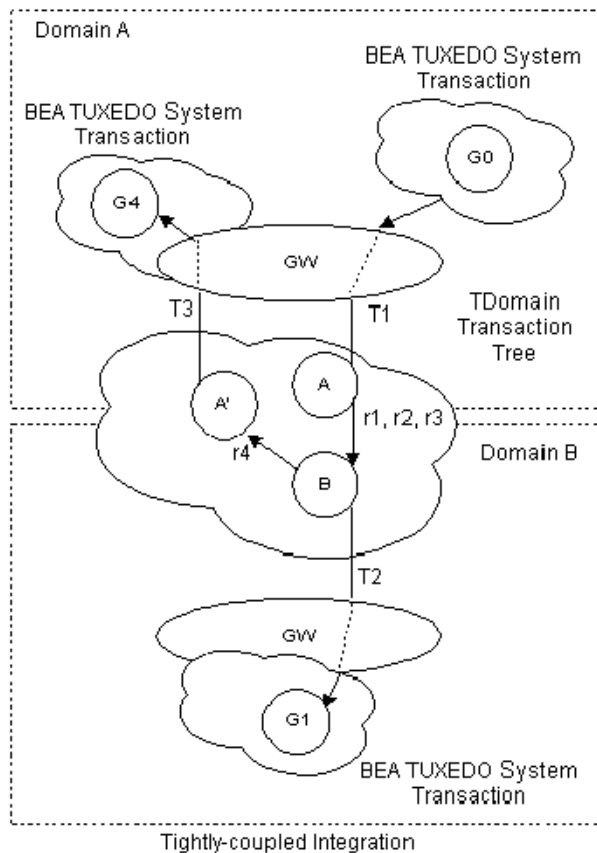 Domain A
BEA TUXEDO System
Transaction
BEA TUXEDO System
Transaction
G0
G4
GW
T3
T1
TDomain
Transaction
Tree
A
A'
r1, r2, r3
r4
B
Domain B
T2
GW
G1
BEA TUXEDO System
Transaction
Tightly-coupled Integration